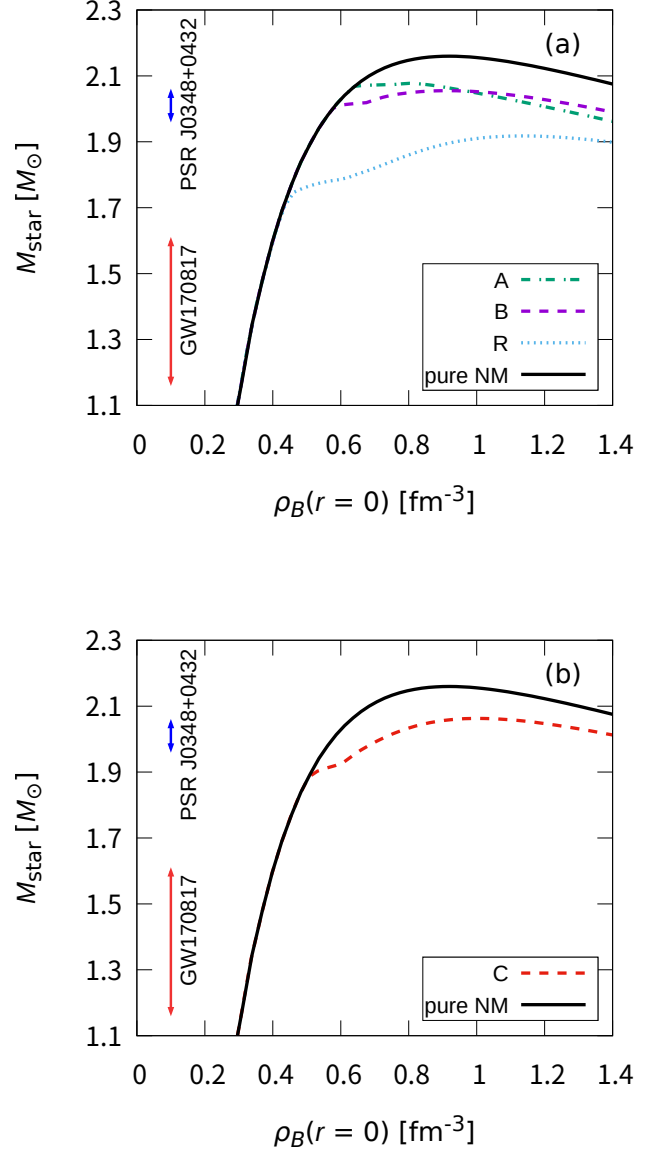 2.3
2.1
1.9
1.7
1.5
1.3
1.1
M_star [M_⊙]
PSR J0348+0432
GW170817
(a)
A
B
R
pure NM
0 0.2 0.4 0.6 0.8 1 1.2 1.4
ρ_B(r = 0) [fm^-3]
2.3
2.1
1.9
1.7
1.5
1.3
1.1
M_star [M_⊙]
PSR J0348+0432
GW170817
(b)
C
pure NM
0 0.2 0.4 0.6 0.8 1 1.2 1.4
ρ_B(r = 0) [fm^-3]